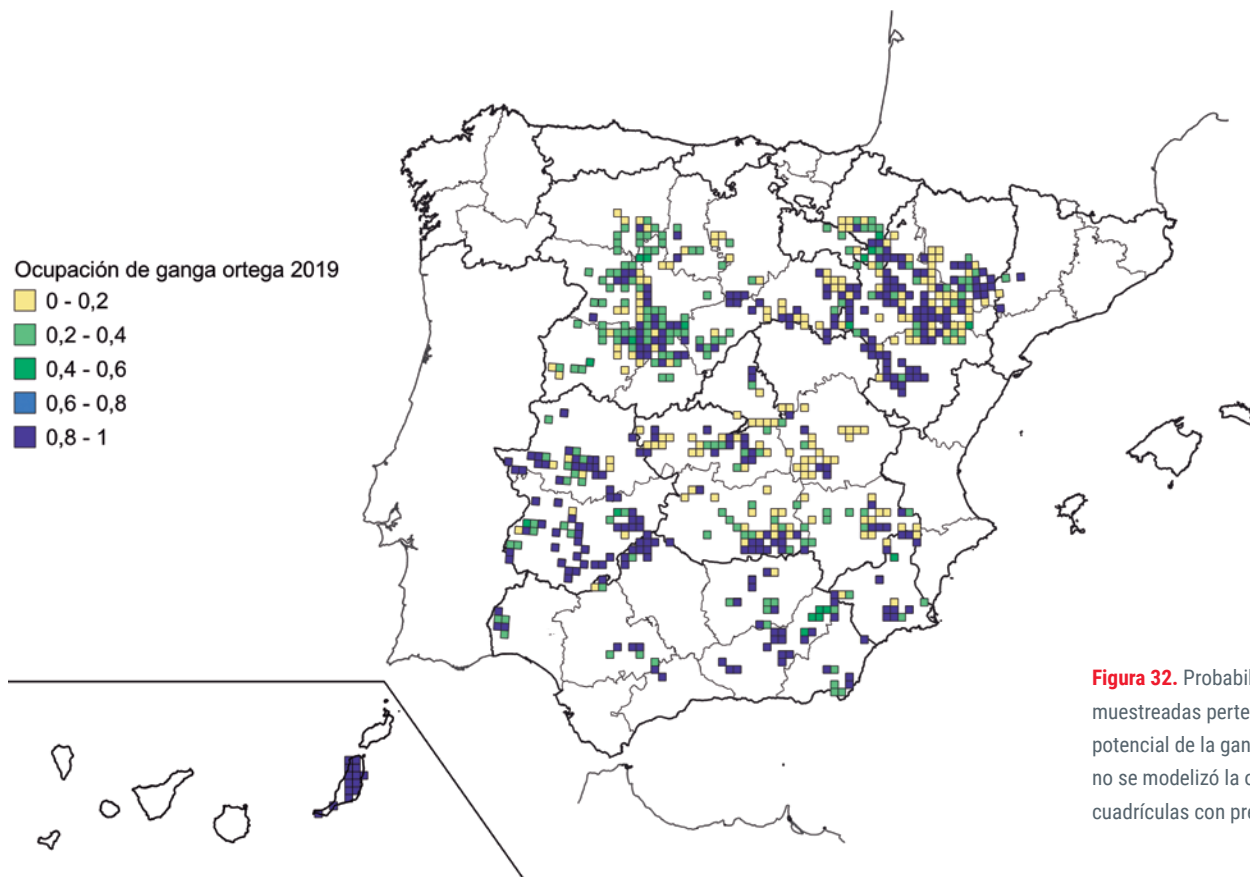 Ocupación de ganga ortega 2019
0 - 0,2
0,2 - 0,4
0,4 - 0,6
0,6 - 0,8
0,8 - 1
Figura 32. Probabil
muestreadas perte
potencial de la gan
no se modelizó la
cuadrículas con pre